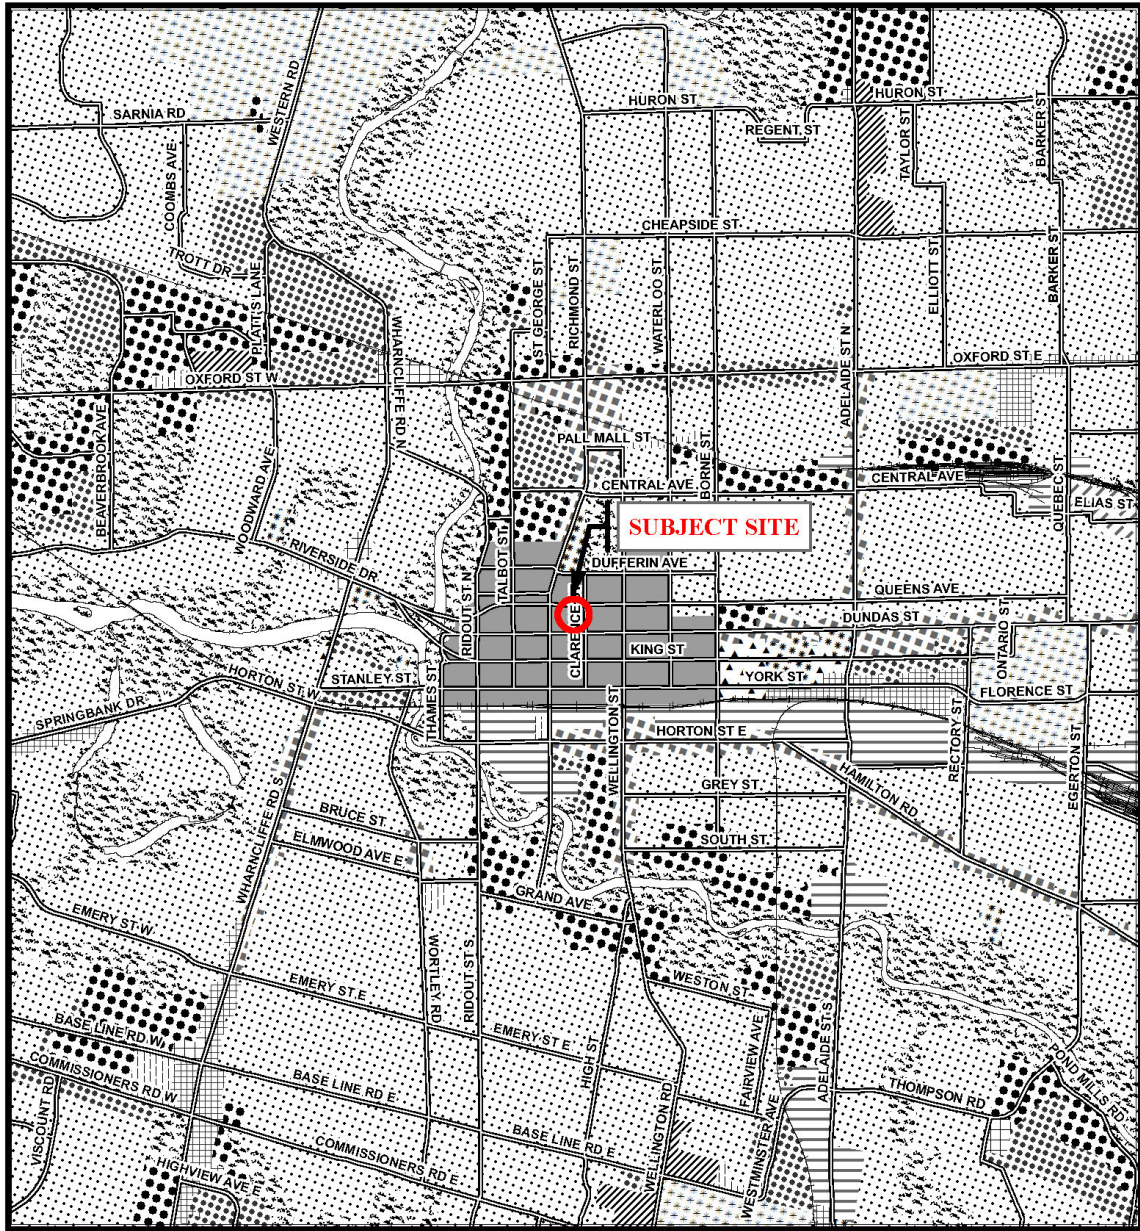 HURON ST
HURON ST
SARNIA RD
WESTERN RD
REGENT ST
TAYLOR ST
BARKER ST
COOMBS AVE
CHEAPSIDE ST
TROTT DR
PLATTS LANE
ST GEORGE ST
RICHMOND ST
WATERLOO ST
ELLIOTT ST
BARKER ST
WHARNCLIFFE RD N
ADELAIDE ST N
OXFORD ST E
OXFORD ST W
BEAVERBROOK AVE
PALL MALL ST
WOODWARD AVE
BORNE ST
CENTRAL AVE
CENTRAL AVE
QUEBEC ST
ELIAS ST
SUBJECT SITE
RIVERSIDE DR
TALBOT ST
DUFFERIN AVE
RIDOUT ST N
QUEENS AVE
DUNDAS ST
CLARENCE
ONTARIO ST
KING ST
STANLEY ST
YORK ST
HORTON ST W
THAMES ST
FLORENCE ST
SPRINGBANK DR
WELLINGTON ST
HORTON ST E
RECTORY ST
EGERTON ST
HAMILTON RD
GREY ST
WHARNCLIFFE RD S
BRUCE ST
SOUTH ST
ELMWOOD AVE E
GRAND AVE
EMERY ST W
WORTLEY RD
RIDOUT ST S
WESTON ST
EMERY ST E
EMERY ST E
BASE LINE RD W
HIGH ST
FAIRVIEW AVE
ADELAIDE ST S
POND MILLS RD
COMMISSIONERS RD W
BASE LINE RD E
THOMPSON RD
VISCOUNT RD
WELLINGTON RD
WESTMINSTER AVE
BASE LINE RD E
COMMISSIONERS RD E
HIGHVIEW AVE E